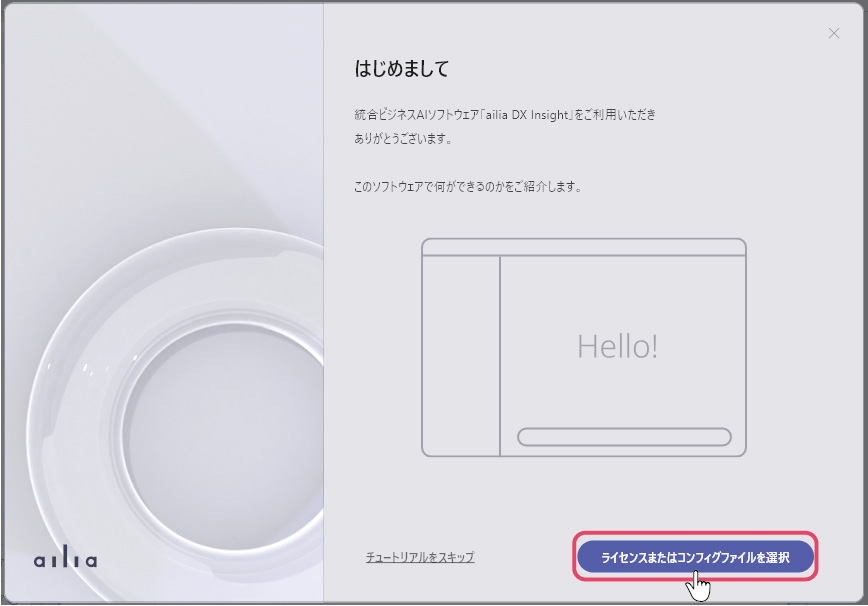 はじめまして
統合ビジネスAIソフトウェア「ailia DX Insight」をご利用いただき
ありがとうございます。
このソフトウェアで何ができるのかをご紹介します。
Hello!
ailia
チュートリアルをスキップ
ライセンスまたはコンフィグファイルを選択